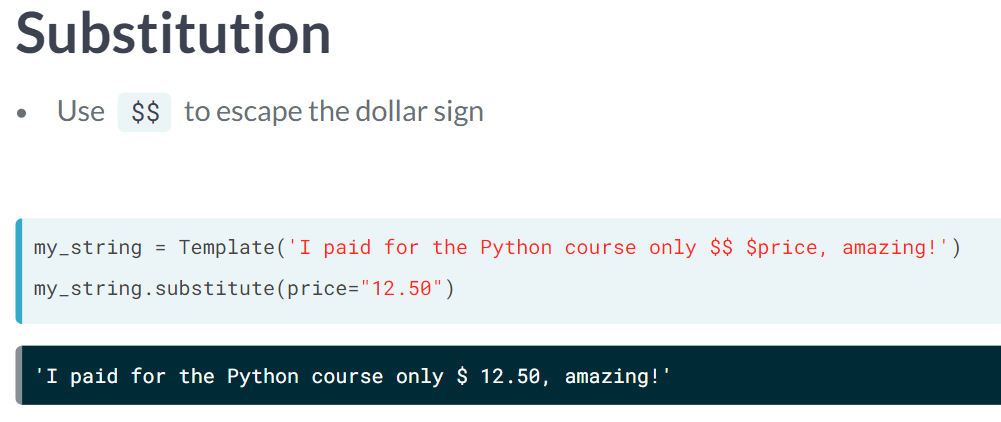 Substitution
• Use $$ to escape the dollar sign
my_string = Template('I paid for the Python course only $$ $price, amazing!')
my_string.substitute(price="12.50")
'I paid for the Python course only $ 12.50, amazing!'